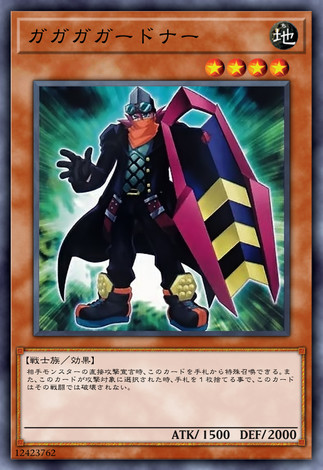 ガガガガードナー
地
【戦士族／効果】
相手モンスターの直接攻撃宣言時、このカードを手札から特殊召喚できる。ま
た、このカードが攻撃対象に選択された時、手札を１枚捨てる事で、このカード
はその戦闘では破壊されない。
ATK/1500 DEF/2000
12423762